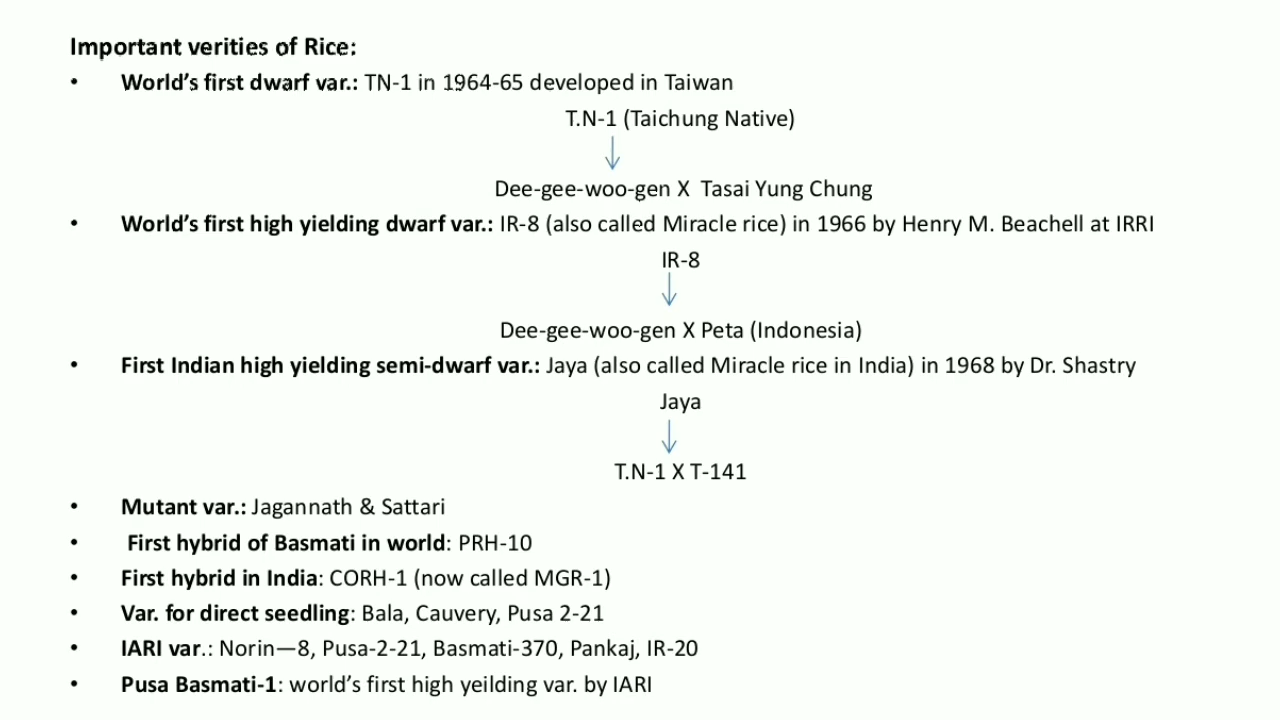 Important verities of Rice:
• World's first dwarf var.: TN-1 in 1964-65 developed in Taiwan
T.N-1 (Taichung Native)
Dee-gee-woo-gen X Tasai Yung Chung
• World's first high yielding dwarf var.: IR-8 (also called Miracle rice) in 1966 by Henry M. Beachell at IRRI
IR-8
Dee-gee-woo-gen X Peta (Indonesia)
• First Indian high yielding semi-dwarf var.: Jaya (also called Miracle rice in India) in 1968 by Dr. Shastry
Jaya
T.N-1 X T-141
• Mutant var.: Jagannath & Sattari
• First hybrid of Basmati in world: PRH-10
• First hybrid in India: CORH-1 (now called MGR-1)
• Var. for direct seedling: Bala, Cauvery, Pusa 2-21
• IARI var.: Norin—8, Pusa-2-21, Basmati-370, Pankaj, IR-20
• Pusa Basmati-1: world's first high yeilding var. by IARI